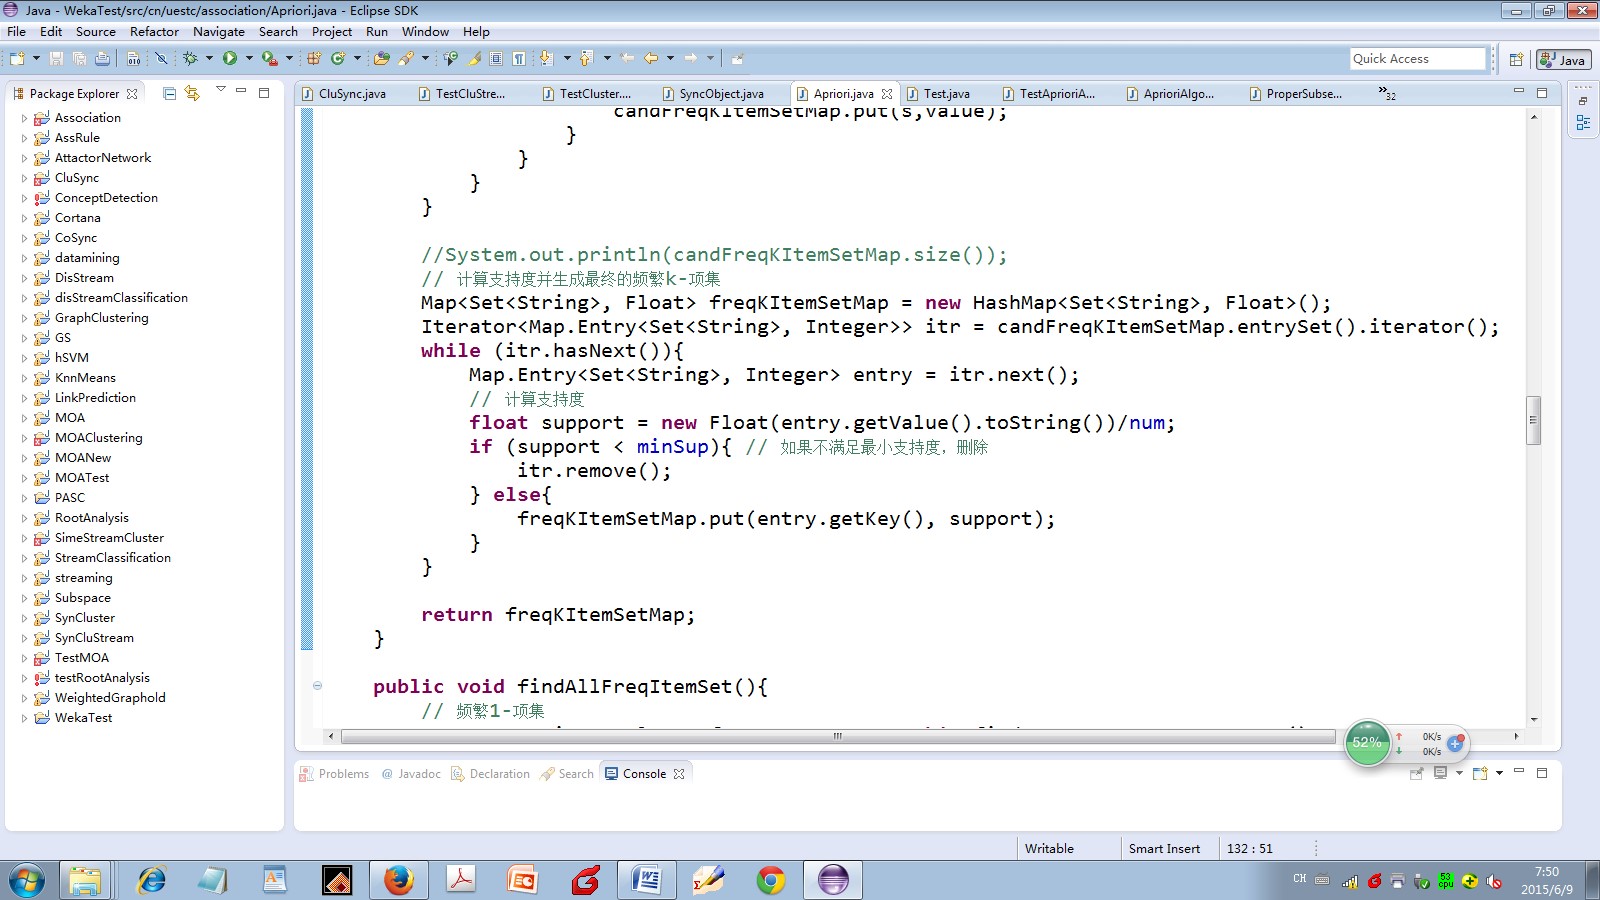 Java - WekaTest/src/cn/uestc/association/Apriori.java - Eclipse SDK
File Edit Source Refactor Navigate Search Project Run Window Help
Quick Access
Java
Package Explorer
CluSync.java TestCluStre... TestCluster.... SyncObject.java Apriori.java Test.java TestAprioriA... AprioriAlgo... ProperSubse... »32
Association
AssRule
AttactorNetwork
CluSync
ConceptDetection
Cortana
CoSync
datamining
DisStream
disStreamClassification
GraphClustering
GS
hSVM
KnnMeans
LinkPrediction
MOA
MOAClustering
MOANew
MOATest
PASC
RootAnalysis
SimeStreamCluster
StreamClassification
streaming
Subspace
SynCluster
SynCluStream
TestMOA
testRootAnalysis
WeightedGraphold
WekaTest
candFreqKItemSetMap.put(s,value);
}
}
}
}
//System.out.println(candFreqKItemSetMap.size());
// 计算支持度并生成最终的频繁k-项集
Map<Set<String>, Float> freqKItemSetMap = new HashMap<Set<String>, Float>();
Iterator<Map.Entry<Set<String>, Integer>> itr = candFreqKItemSetMap.entrySet().iterator();
while (itr.hasNext()){
Map.Entry<Set<String>, Integer> entry = itr.next();
// 计算支持度
float support = new Float(entry.getValue().toString())/num;
if (support < minSup){ // 如果不满足最小支持度，删除
itr.remove();
} else{
freqKItemSetMap.put(entry.getKey(), support);
}
}
return freqKItemSetMap;
}
public void findAllFreqItemSet(){
// 频繁1-项集
52%
0K/s
0K/s
Problems @ Javadoc Declaration Search Console
Writable Smart Insert 132 : 51
CH
53
cpu
7:50
2015/6/9